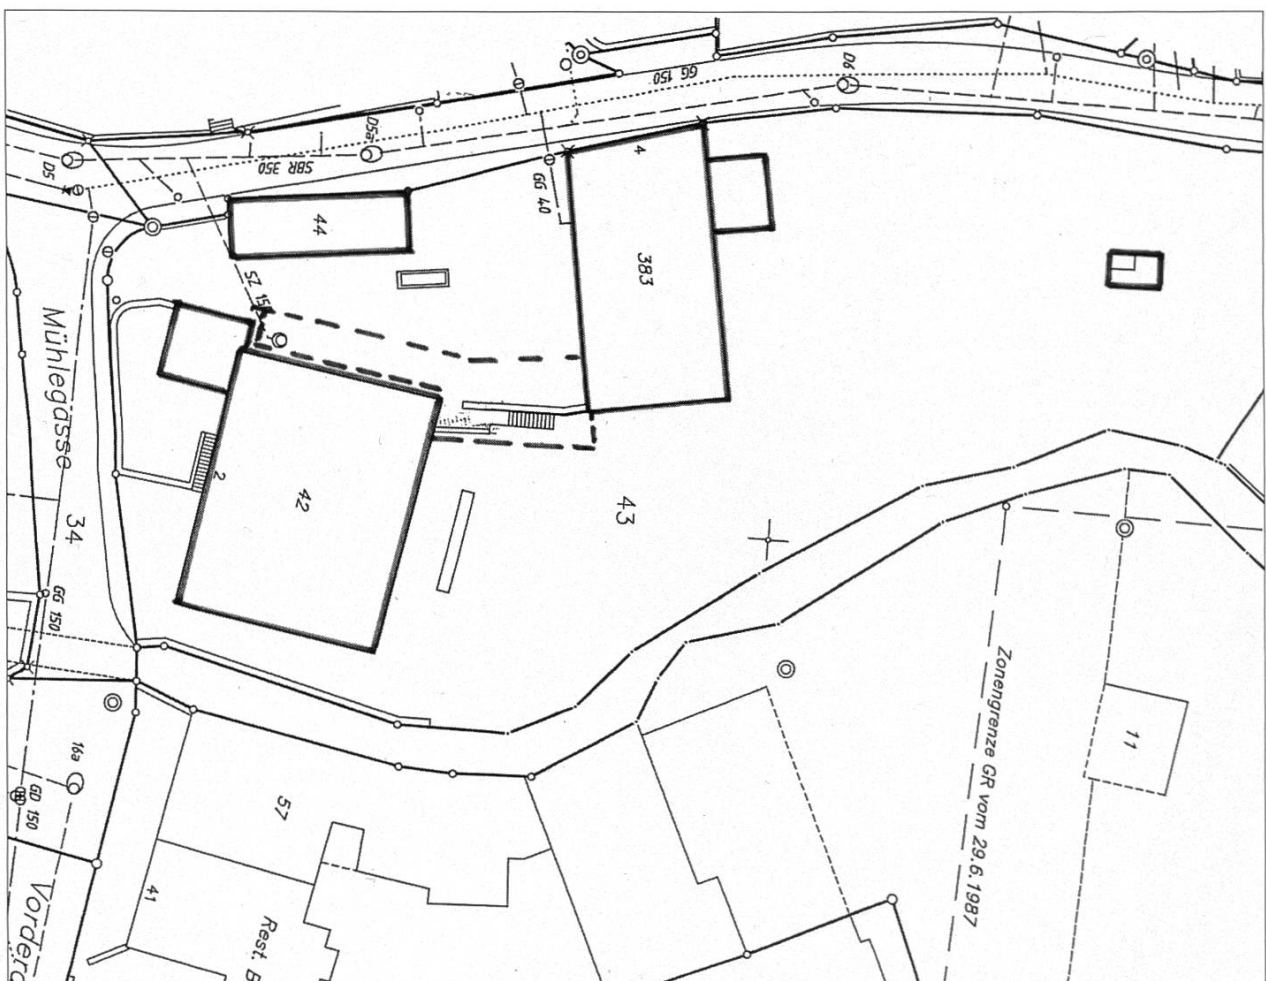 GG 150
D6
D5a
SBR 350
D5
4
GG 40
44
383
SZ 15
Mühlegasse
34
2
42
43
GG 150
Zonengrenze GR vom 29.6.1987
11
16a
GD 150
57
41
Rest. B
Vordere